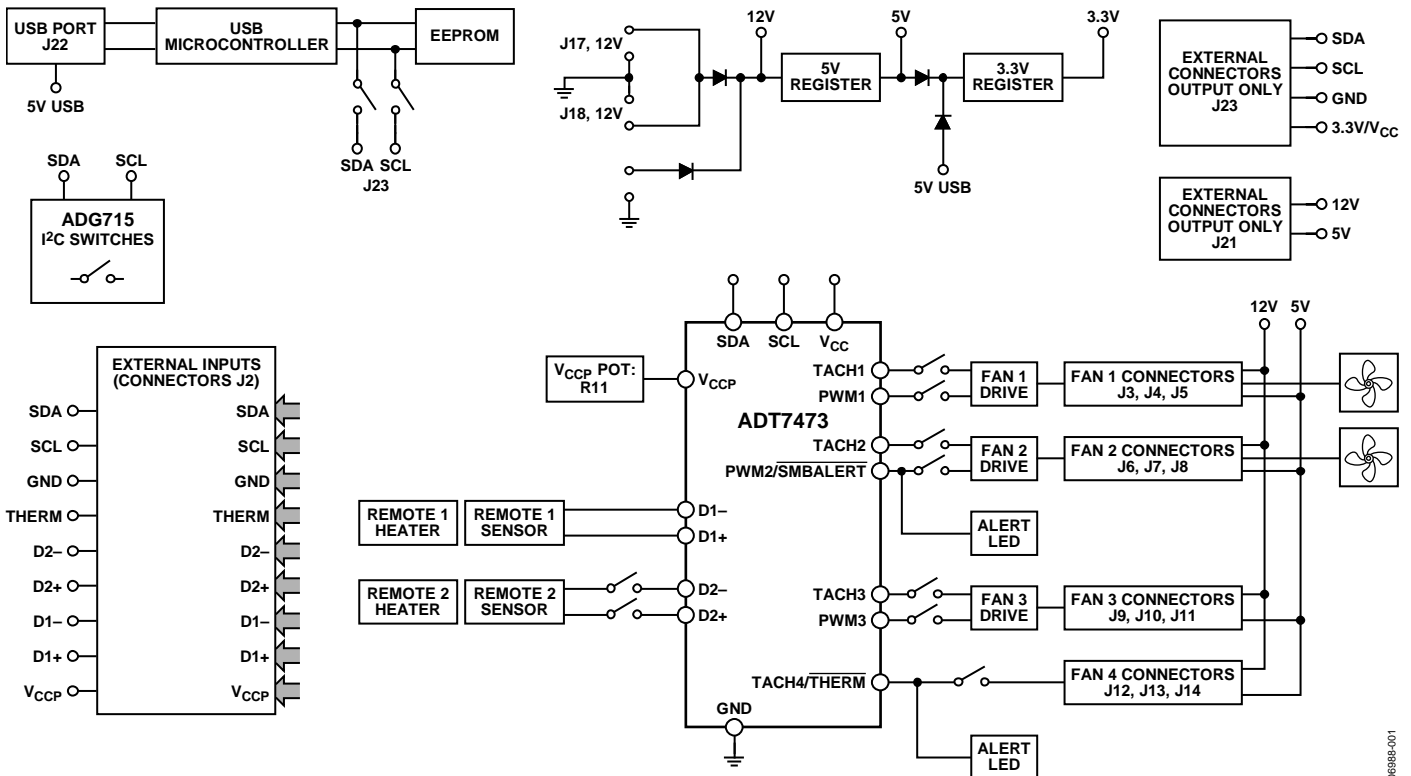 USB PORT
J22
USB
MICROCONTROLLER
EEPROM
5V USB
SDA SCL
J23
SDA
SCL
ADG715
I2C SWITCHES
J17, 12V
J18, 12V
12V
5V
REGISTER
5V
3.3V
REGISTER
3.3V
5V USB
EXTERNAL
CONNECTORS
OUTPUT ONLY
J23
SDA
SCL
GND
3.3V/VCC
EXTERNAL
CONNECTORS
OUTPUT ONLY
J21
12V
5V
EXTERNAL INPUTS
(CONNECTORS J2)
SDA SDA
SCL SCL
GND GND
THERM THERM
D2– D2–
D2+ D2+
D1– D1–
D1+ D1+
VCCP VCCP
VCCP POT:
R11
REMOTE 1
HEATER
REMOTE 1
SENSOR
REMOTE 2
HEATER
REMOTE 2
SENSOR
SDA SCL VCC
VCCP
ADT7473
D1–
D1+
D2–
D2+
GND
TACH1
PWM1
TACH2
PWM2/SMBALERT
TACH3
PWM3
TACH4/THERM
FAN 1
DRIVE
FAN 2
DRIVE
ALERT
LED
FAN 3
DRIVE
ALERT
LED
12V 5V
FAN 1 CONNECTORS
J3, J4, J5
FAN 2 CONNECTORS
J6, J7, J8
FAN 3 CONNECTORS
J9, J10, J11
FAN 4 CONNECTORS
J12, J13, J14
06988-001